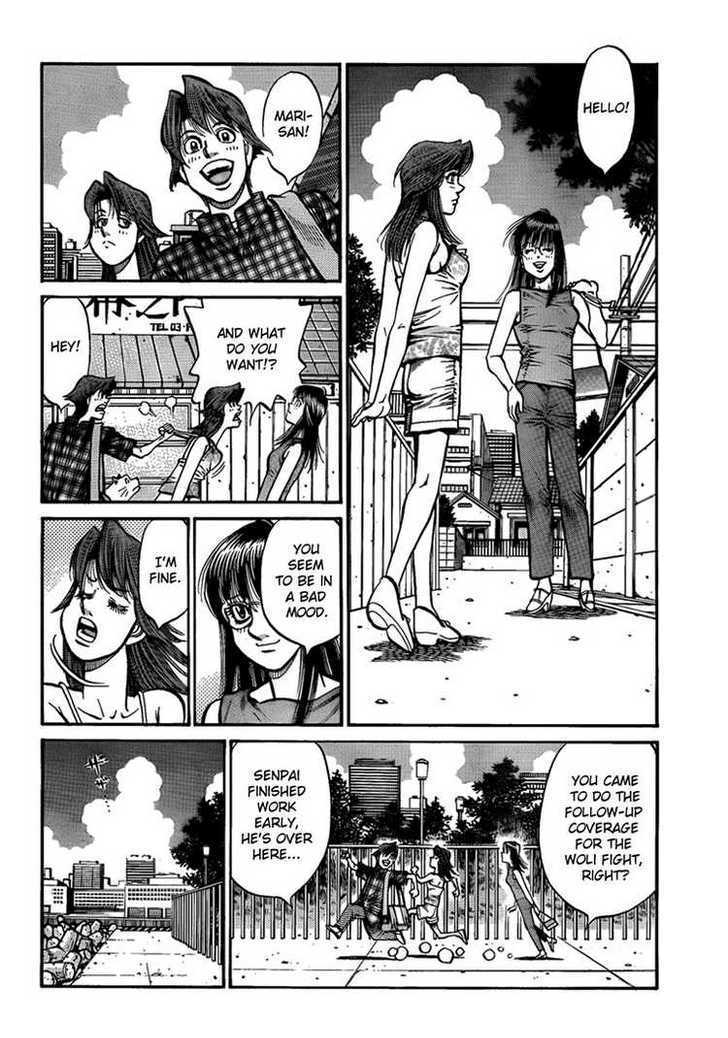 HELLO!
MARI-
SAN!
AND WHAT
DO YOU
WANT!?
HEY!
TEL 03
YOU
SEEM
TO BE IN
A BAD
MOOD.
I'M
FINE.
YOU CAME
TO DO THE
FOLLOW-UP
COVERAGE
FOR THE
WOLI FIGHT,
RIGHT?
SENPAI
FINISHED
WORK
EARLY,
HE'S OVER
HERE...